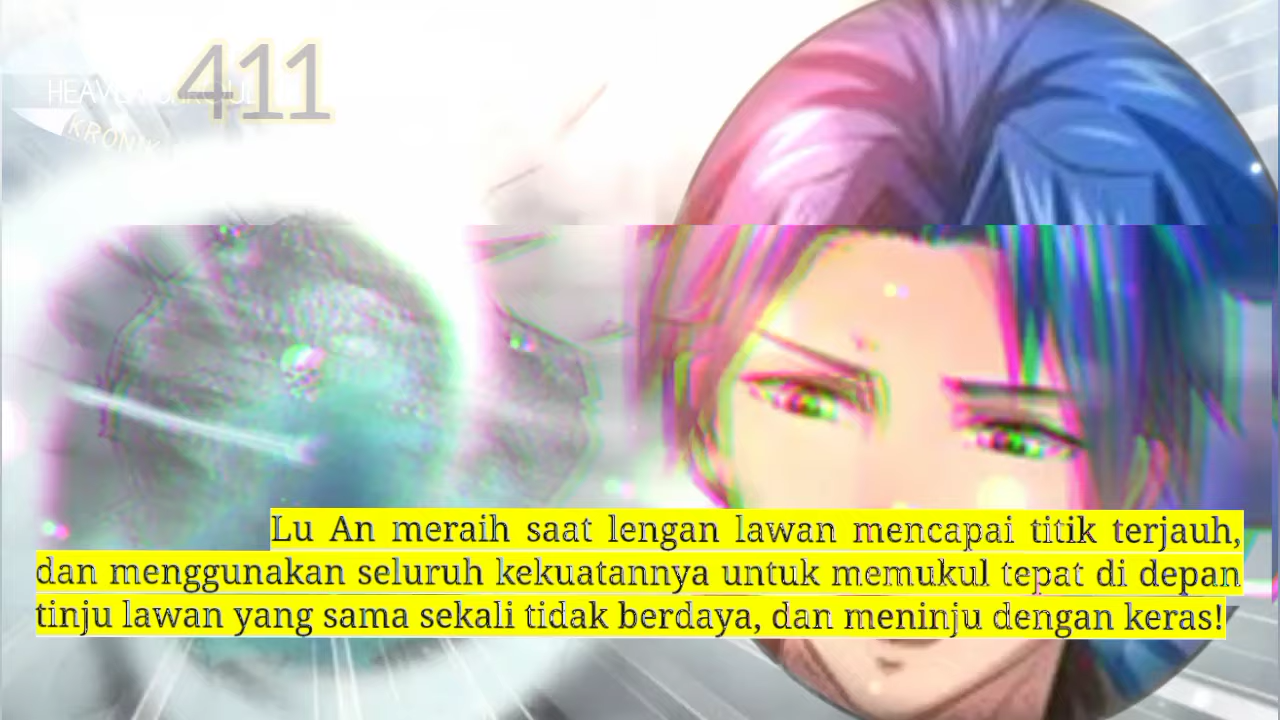 411
KRONIK
Lu An meraih saat lengan lawan mencapai titik terjauh,
dan menggunakan seluruh kekuatannya untuk memukul tepat di depan
tinju lawan yang sama sekali tidak berdaya, dan meninju dengan keras!